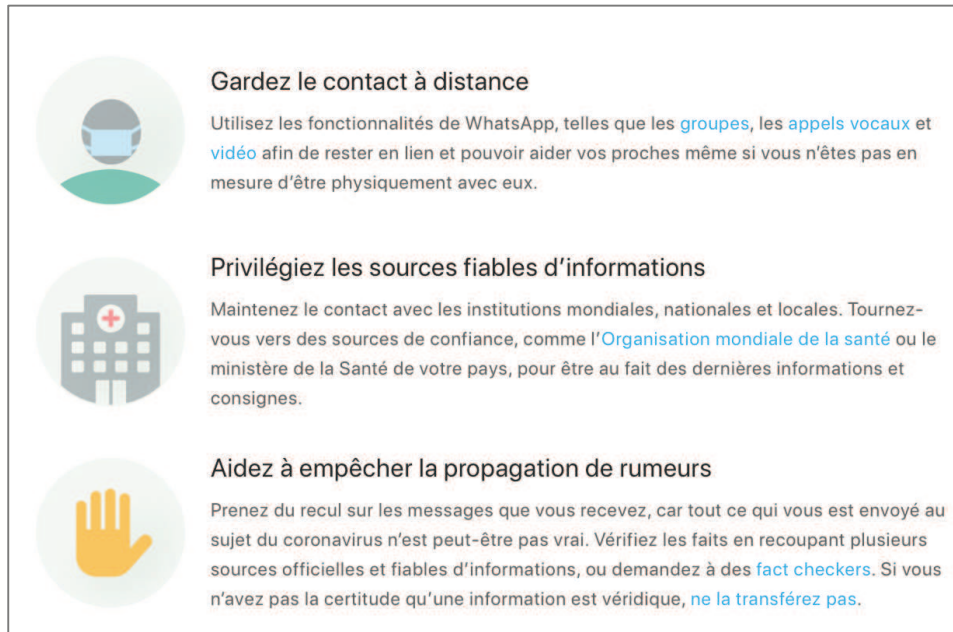 Gardez le contact à distance
Utilisez les fonctionnalités de WhatsApp, telles que les groupes, les appels vocaux et
vidéo afin de rester en lien et pouvoir aider vos proches même si vous n'êtes pas en
mesure d'être physiquement avec eux.
Privilégiez les sources fiables d'informations
Maintenez le contact avec les institutions mondiales, nationales et locales. Tournez-
vous vers des sources de confiance, comme l'Organisation mondiale de la santé ou le
ministère de la Santé de votre pays, pour être au fait des dernières informations et
consignes.
Aidez à empêcher la propagation de rumeurs
Prenez du recul sur les messages que vous recevez, car tout ce qui vous est envoyé au
sujet du coronavirus n'est peut-être pas vrai. Vérifiez les faits en recoupant plusieurs
sources officielles et fiables d'informations, ou demandez à des fact checkers. Si vous
n'avez pas la certitude qu'une information est véridique, ne la transférez pas.